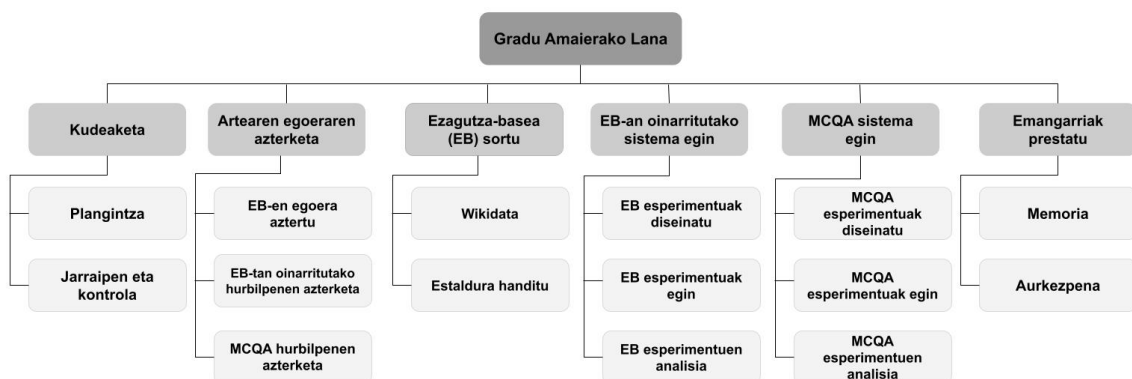 Gradu Amaierako Lana
Kudeaketa
Plangintza
Jarraipen eta
kontrola
Artearen egoeraren
azterketa
EB-en egoera
aztertu
EB-tan oinarritutako
hurbilpenen azterketa
MCQA hurbilpenen
azterketa
Ezagutza-basea
(EB) sortu
Wikidata
Estaldura handitu
EB-an oinarritutako
sistema egin
EB esperimentuak
diseinatu
EB esperimentuak
egin
EB esperimentuen
analisia
MCQA sistema
egin
MCQA
esperimentuak
diseinatu
MCQA
esperimentuak egin
MCQA
esperimentuen
analisia
Emangarriak
prestatu
Memoria
Aurkezpena